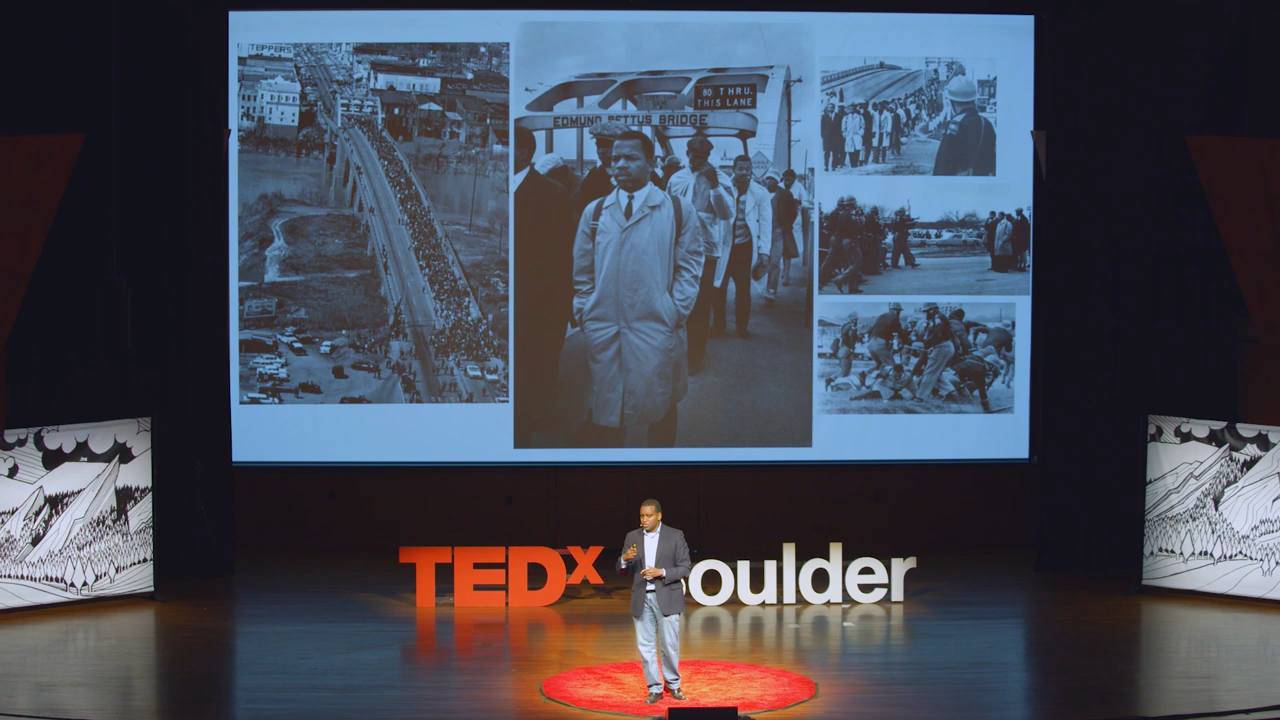 TEPPERS
80 THRU.
THIS LANE
EDMUND PETTUS BRIDGE
TEDx oulder